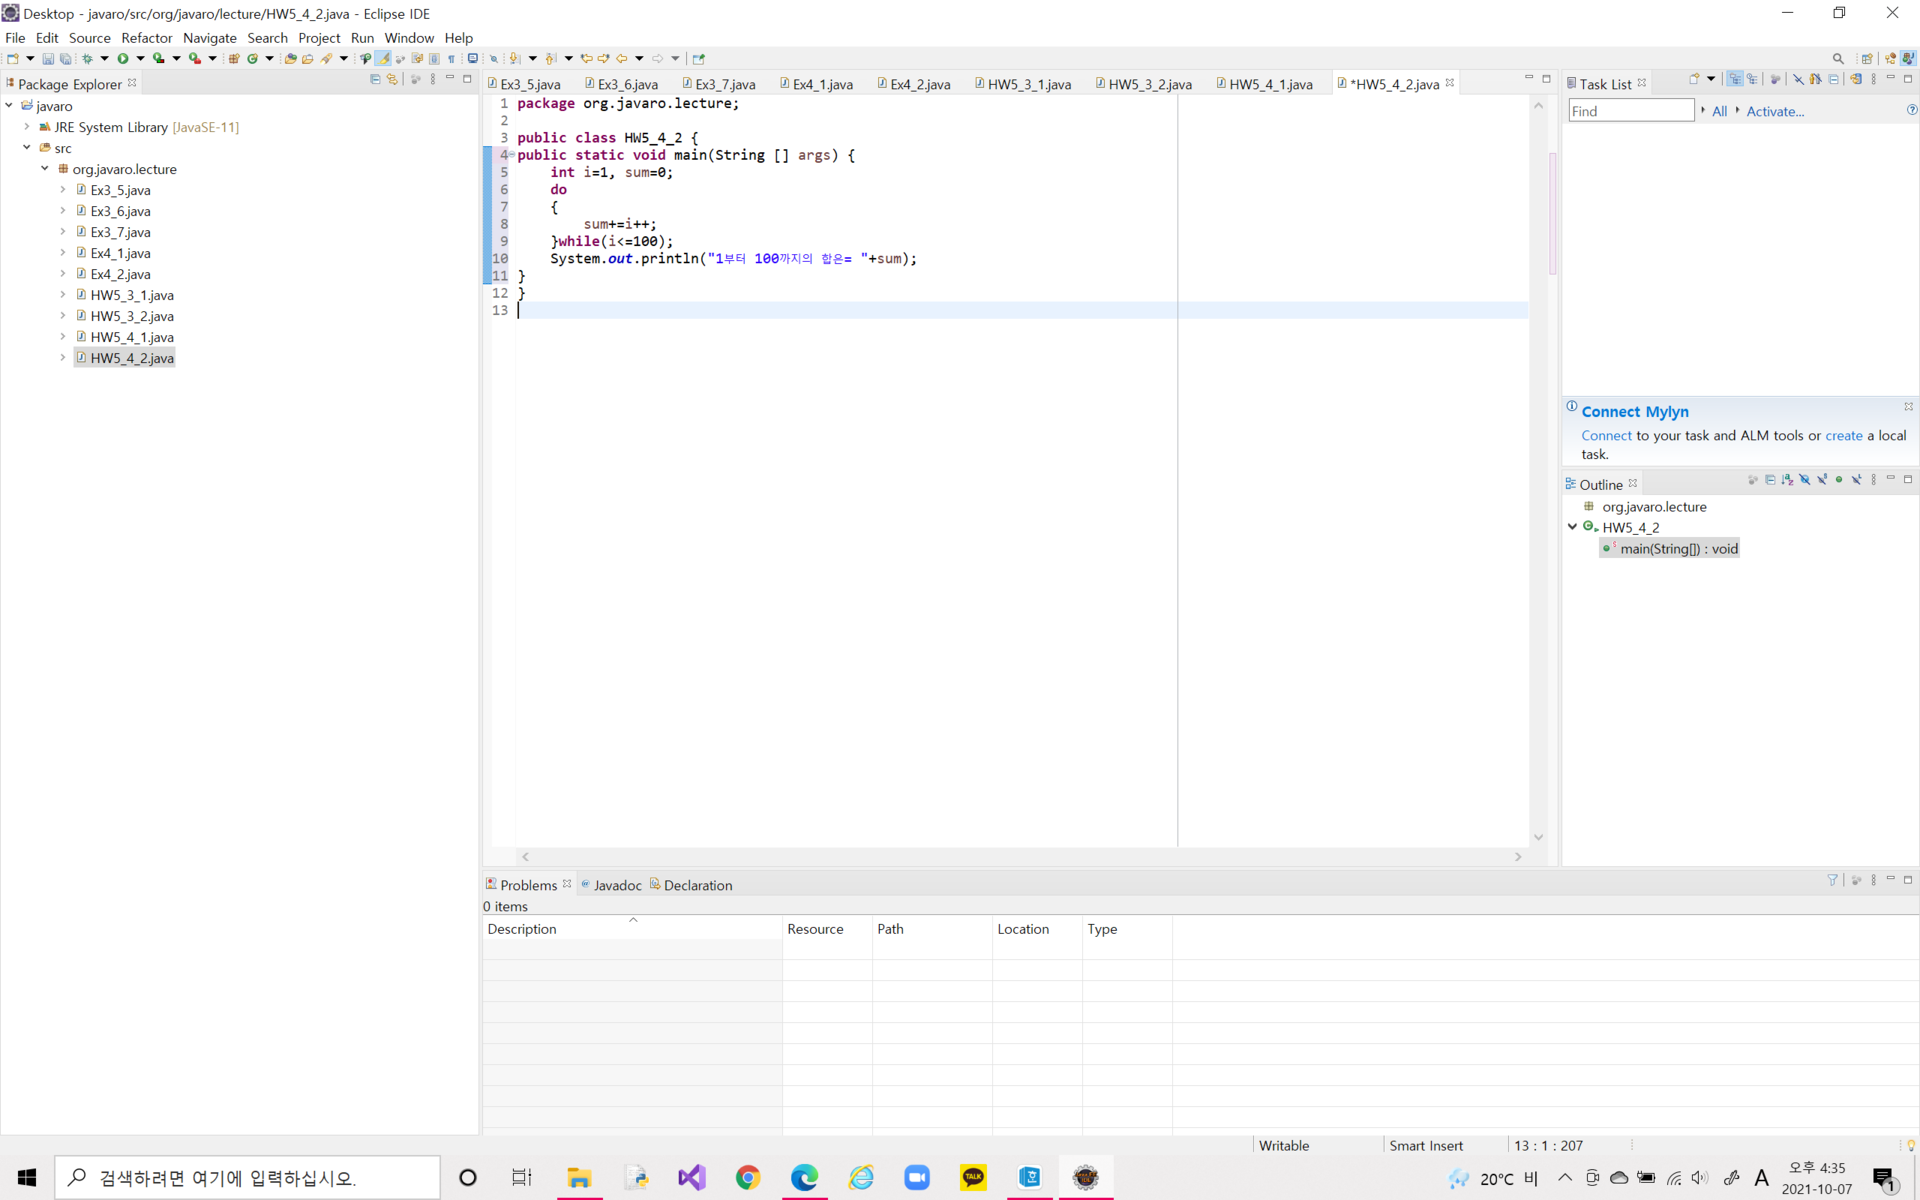 Desktop - javaro/src/org/javaro/lecture/HW5_4_2.java - Eclipse IDE
File Edit Source Refactor Navigate Search Project Run Window Help
Package Explorer
javaro
JRE System Library [JavaSE-11]
src
org.javaro.lecture
Ex3_5.java
Ex3_6.java
Ex3_7.java
Ex4_1.java
Ex4_2.java
HW5_3_1.java
HW5_3_2.java
HW5_4_1.java
HW5_4_2.java
Ex3_5.java Ex3_6.java Ex3_7.java Ex4_1.java Ex4_2.java HW5_3_1.java HW5_3_2.java HW5_4_1.java *HW5_4_2.java
1 package org.javaro.lecture;
2
3 public class HW5_4_2 {
4 public static void main(String [] args) {
5 int i=1, sum=0;
6 do
7 {
8 sum+=i++;
9 }while(i<=100);
10 System.out.println("1부터 100까지의 합은= "+sum);
11 }
12 }
13
Task List
Find All Activate...
Connect Mylyn
Connect to your task and ALM tools or create a local
task.
Outline
org.javaro.lecture
HW5_4_2
main(String[]) : void
Problems Javadoc Declaration
0 items
Description Resource Path Location Type
Writable Smart Insert 13 : 1 : 207
검색하려면 여기에 입력하십시오.
TALK
20°C 비
A
오후 4:35
2021-10-07
1